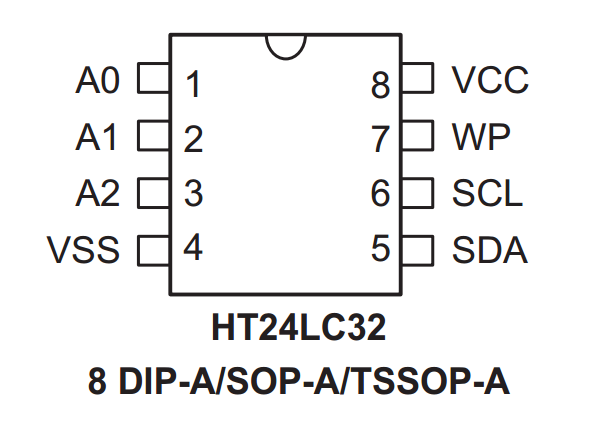 A0 1 8 VCC
A1 2 7 WP
A2 3 6 SCL
VSS 4 5 SDA
HT24LC32
8 DIP-A/SOP-A/TSSOP-A